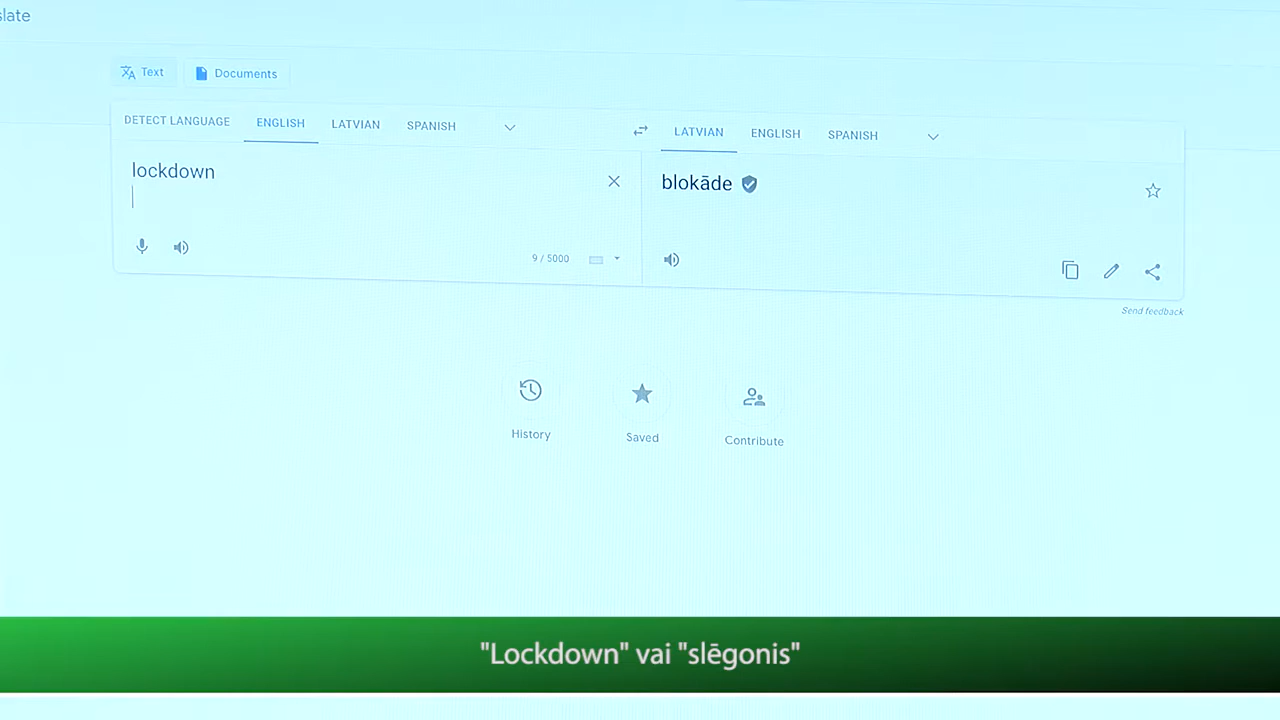 slate
Text
Documents
DETECT LANGUAGE ENGLISH LATVIAN SPANISH
LATVIAN ENGLISH SPANISH
lockdown
blokāde
9 / 5000
Send feedback
History
Saved
Contribute
"Lockdown" vai "slēgonis"